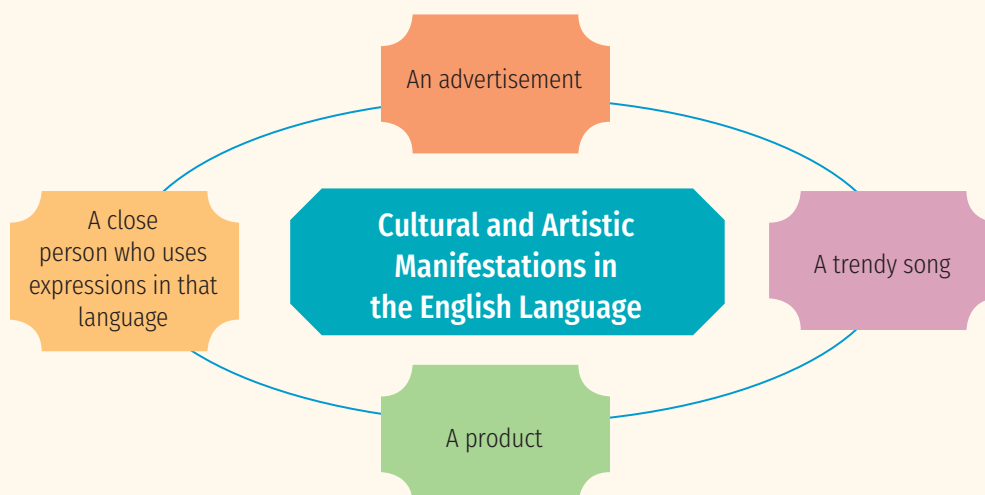 An advertisement
Cultural and Artistic
Manifestations in
the English Language
A close
person who uses
expressions in that
language
A trendy song
A product